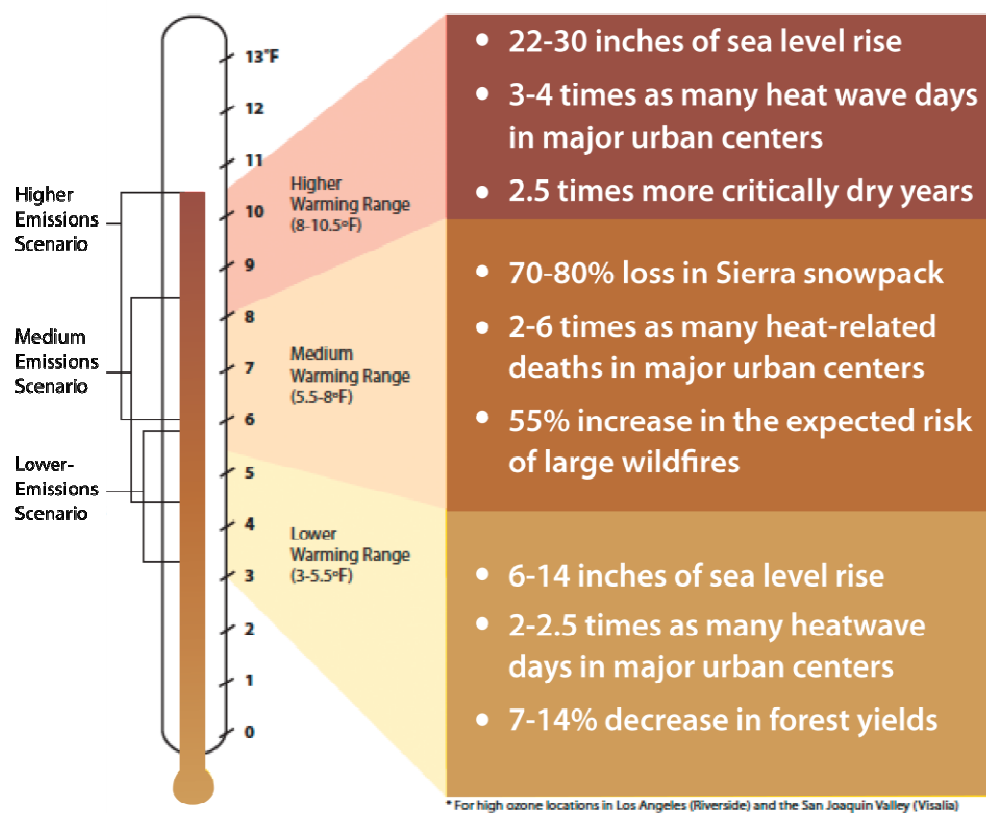 13°F
12
11
10
9
8
7
6
5
4
3
2
1
0
Higher
Emissions
Scenario
Medium
Emissions
Scenario
Lower-
Emissions
Scenario
Higher
Warming Range
(8-10.5ºF)
Medium
Warming Range
(5.5-8ºF)
Lower
Warming Range
(3-5.5ºF)
• 22-30 inches of sea level rise
• 3-4 times as many heat wave days
in major urban centers
• 2.5 times more critically dry years
• 70-80% loss in Sierra snowpack
• 2-6 times as many heat-related
deaths in major urban centers
• 55% increase in the expected risk
of large wildfires
• 6-14 inches of sea level rise
• 2-2.5 times as many heatwave
days in major urban centers
• 7-14% decrease in forest yields
* For high ozone locations in Los Angeles (Riverside) and the San Joaquin Valley (Visalia)